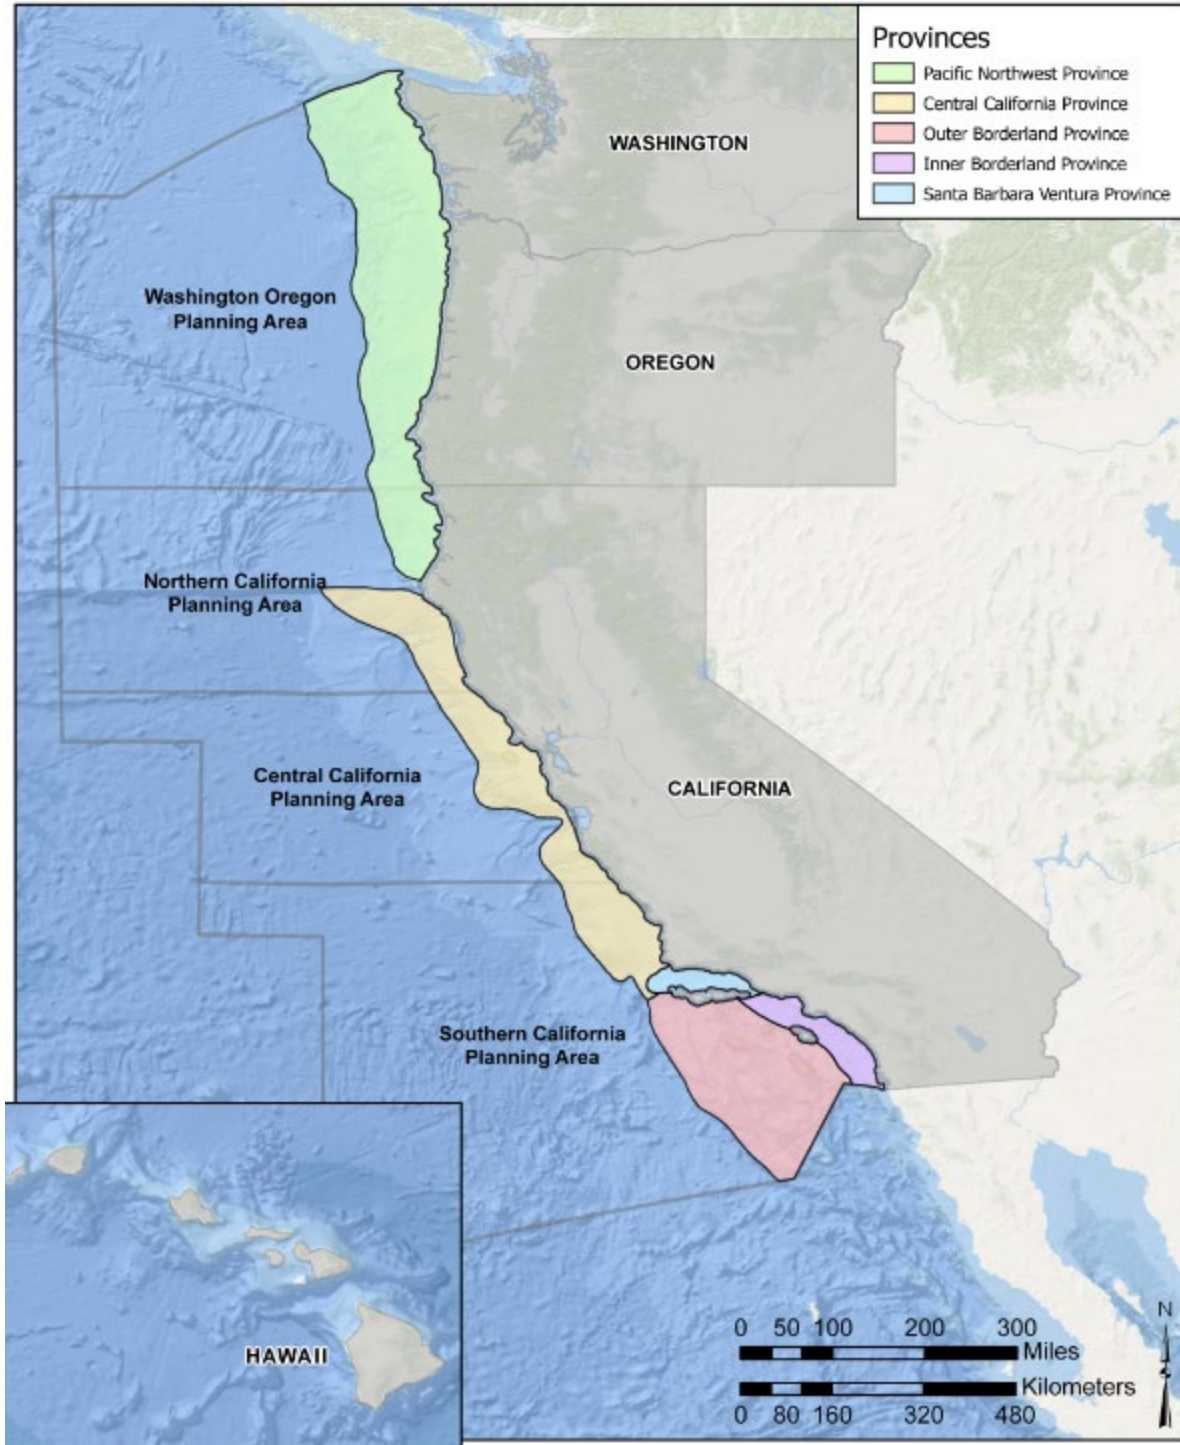 Provinces
Pacific Northwest Province
Central California Province
Outer Borderland Province
Inner Borderland Province
Santa Barbara Ventura Province
WASHINGTON
Washington Oregon
Planning Area
OREGON
Northern California
Planning Area
Central California
Planning Area
CALIFORNIA
Southern California
Planning Area
HAWAII
N
0 50 100 200 300
Miles
Kilometers
0 80 160 320 480